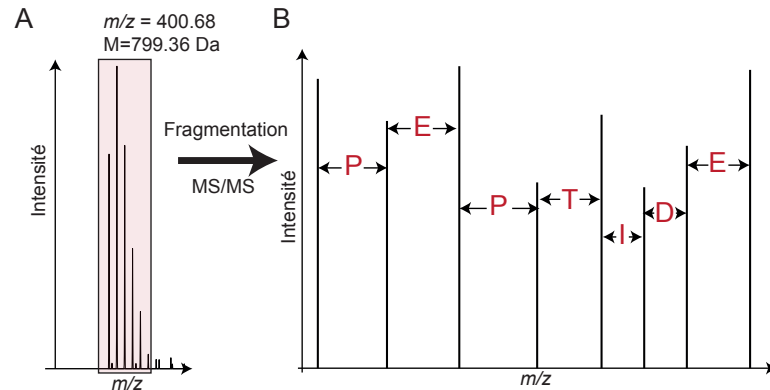 A
m/z = 400.68
M=799.36 Da
Intensité
m/z
Fragmentation
MS/MS
B
Intensité
P
E
P
T
I
D
E
m/z